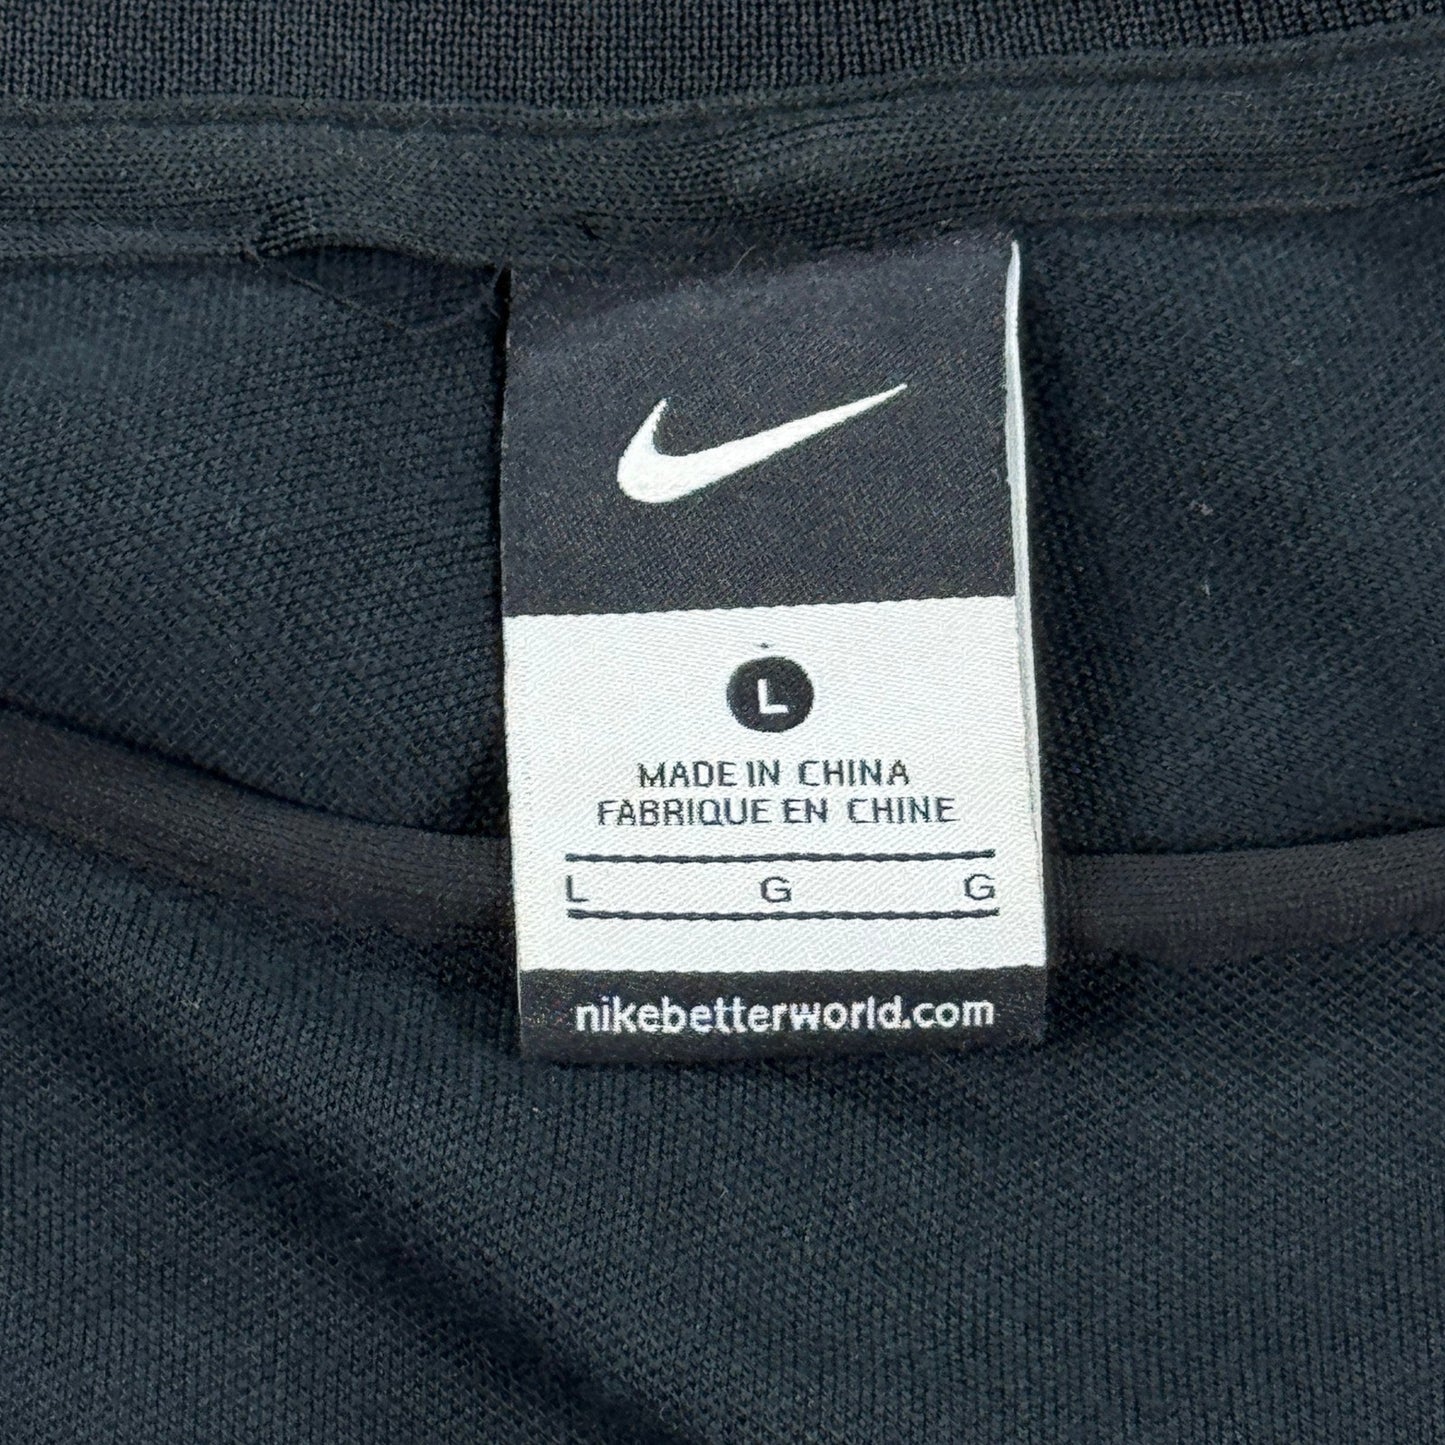 L
MADE IN CHINA
FABRIQUE EN CHINE
L G G
nikebetterworld.com